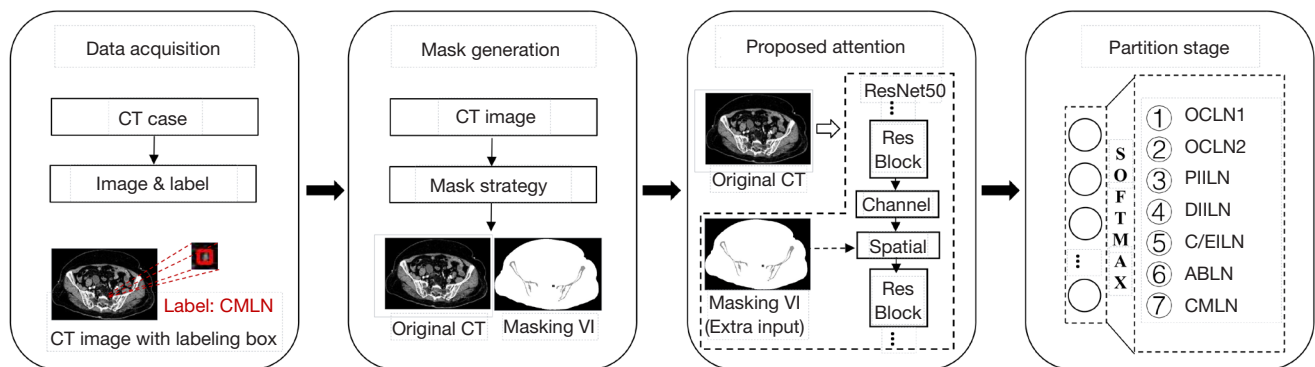 Data acquisition
CT case
Image & label
Label: CMLN
CT image with labeling box
Mask generation
CT image
Mask strategy
Original CT
Masking VI
Proposed attention
ResNet50
Res
Block
Original CT
Channel
Spatial
Masking VI
(Extra input)
Res
Block
Partition stage
SOFTMAX
① OCLN1
② OCLN2
③ PIILN
④ DIILN
⑤ C/EILN
⑥ ABLN
⑦ CMLN